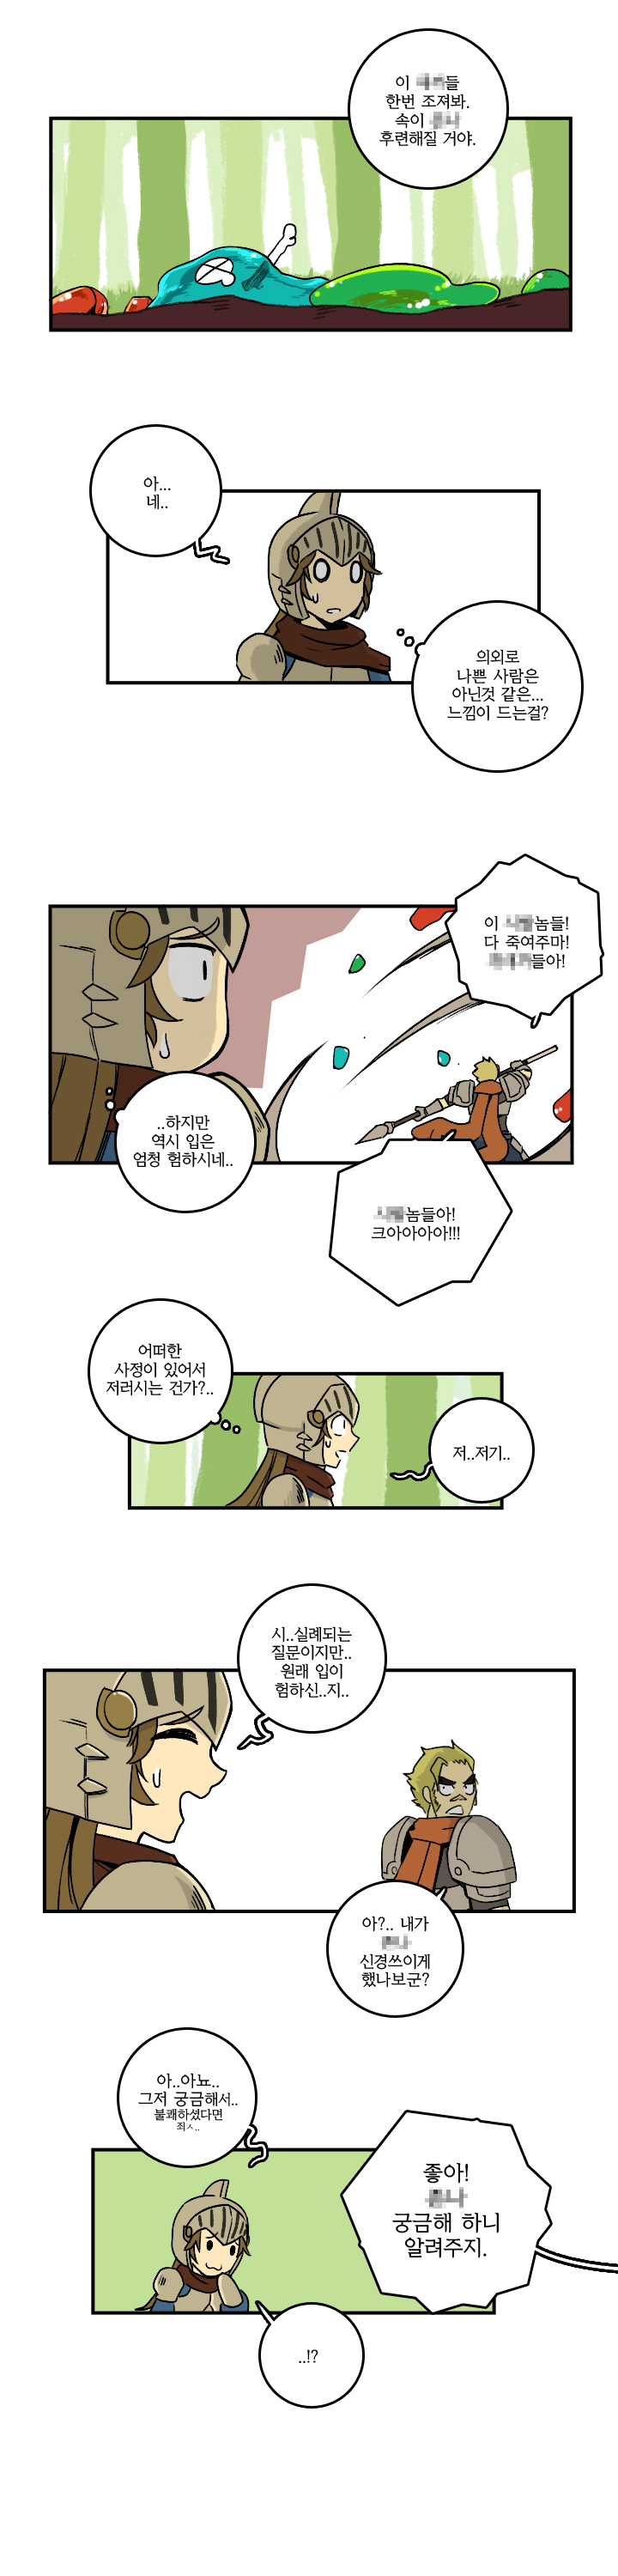 이 들
한번 조져봐.
속이
후련해질 거야.
아...
네..
의외로
나쁜 사람은
아닌것 같은...
느낌이 드는걸?
이 놈들!
다 죽여주마!
들아!
..하지만
역시 입은
엄청 험하시네..
놈들아!
크아아아아!!!
어떠한
사정이 있어서
저러시는 건가?..
저..저기..
시..실례되는
질문이지만..
원래 입이
험하신..지..
아?.. 내가
신경쓰이게
했나보군?
아..아뇨..
그저 궁금해서..
불쾌하셨다면
죄ㅅ..
좋아!
궁금해 하니
알려주지.
..!?